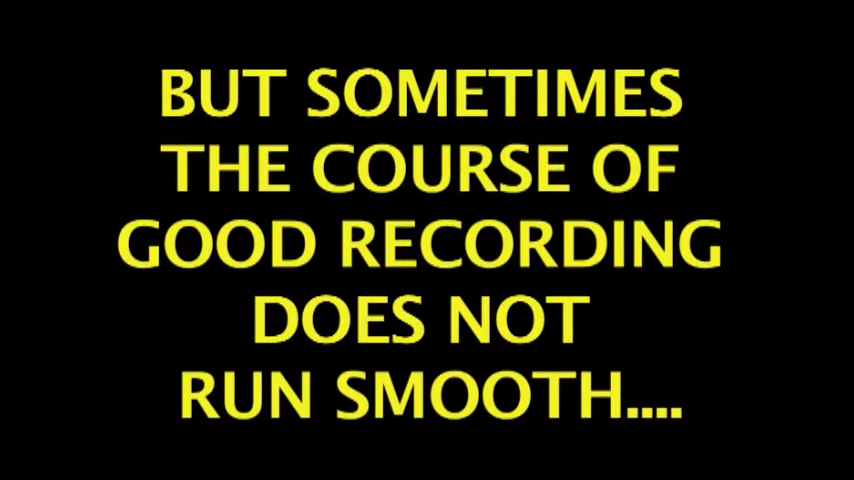 BUT SOMETIMES
THE COURSE OF
GOOD RECORDING
DOES NOT
RUN SMOOTH....